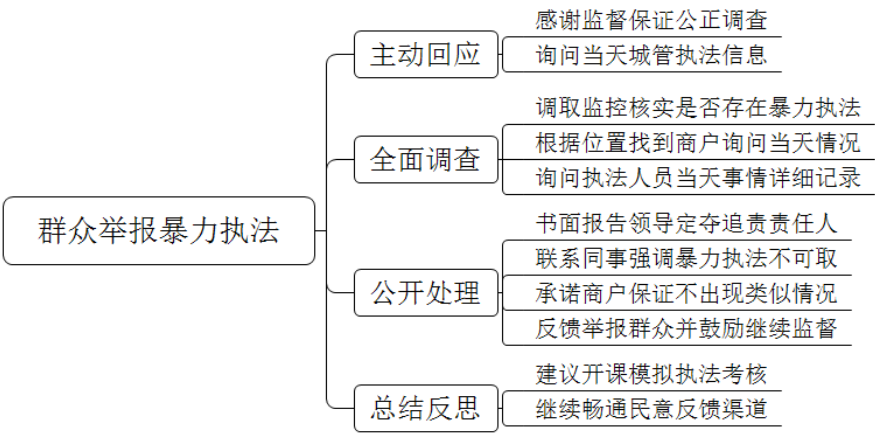 群众举报暴力执法
主动回应
感谢监督保证公正调查
询问当天城管执法信息
全面调查
调取监控核实是否存在暴力执法
根据位置找到商户询问当天情况
询问执法人员当天事情详细记录
公开处理
书面报告领导定夺追责责任人
联系同事强调暴力执法不可取
承诺商户保证不出现类似情况
反馈举报群众并鼓励继续监督
总结反思
建议开课模拟执法考核
继续畅通民意反馈渠道